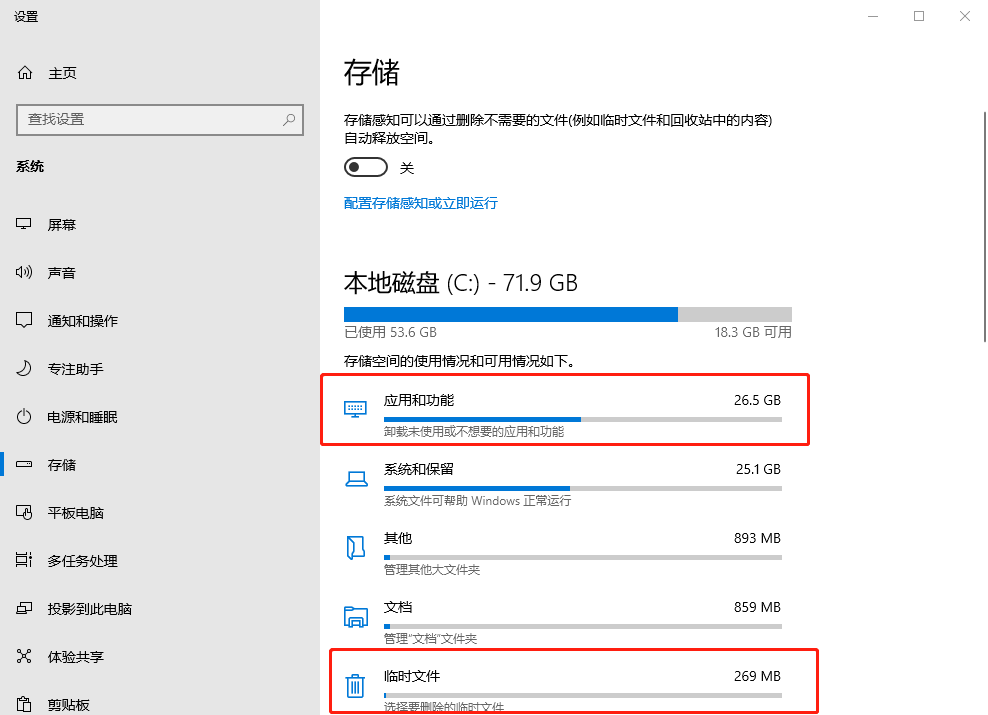 设置
主页
查找设置
系统
屏幕
声音
通知和操作
专注助手
电源和睡眠
存储
平板电脑
多任务处理
投影到此电脑
体验共享
剪贴板
存储
存储感知可以通过删除不需要的文件(例如临时文件和回收站中的内容)
自动释放空间。
关
配置存储感知或立即运行
本地磁盘 (C:) - 71.9 GB
已使用 53.6 GB
18.3 GB 可用
存储空间的使用情况和可用情况如下。
应用和功能
26.5 GB
卸载未使用或不想要的应用和功能
系统和保留
25.1 GB
系统文件可帮助 Windows 正常运行
其他
893 MB
管理其他大文件夹
文档
859 MB
管理"文档"文件夹
临时文件
269 MB
选择要删除的临时文件